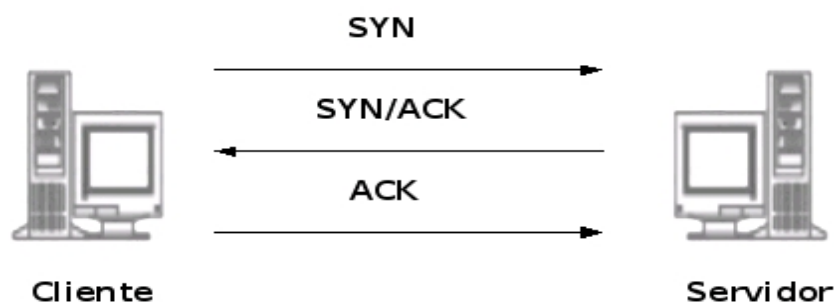 SYN
SYN/ACK
ACK
Cliente
Servidor